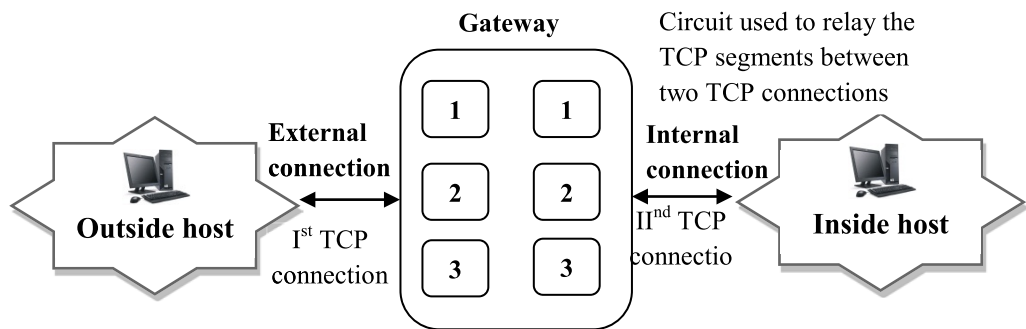 Gateway
Circuit used to relay the
TCP segments between
two TCP connections
External
connection
Outside host
Ist TCP
connection
1 1
2 2
3 3
Internal
connection
IInd TCP
connectio
Inside host